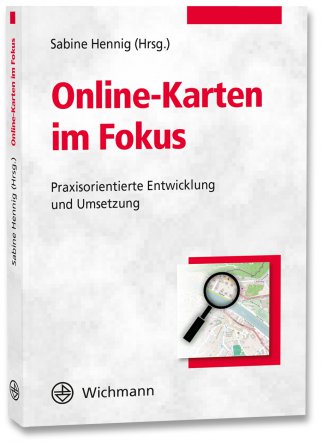 Sabine Hennig (Hrsg.)
Online-Karten
im Fokus
Praxisorientierte Entwicklung
und Umsetzung
Wichmann
Sabine Hennig (Hrsg.) Online-Karten im Fokus